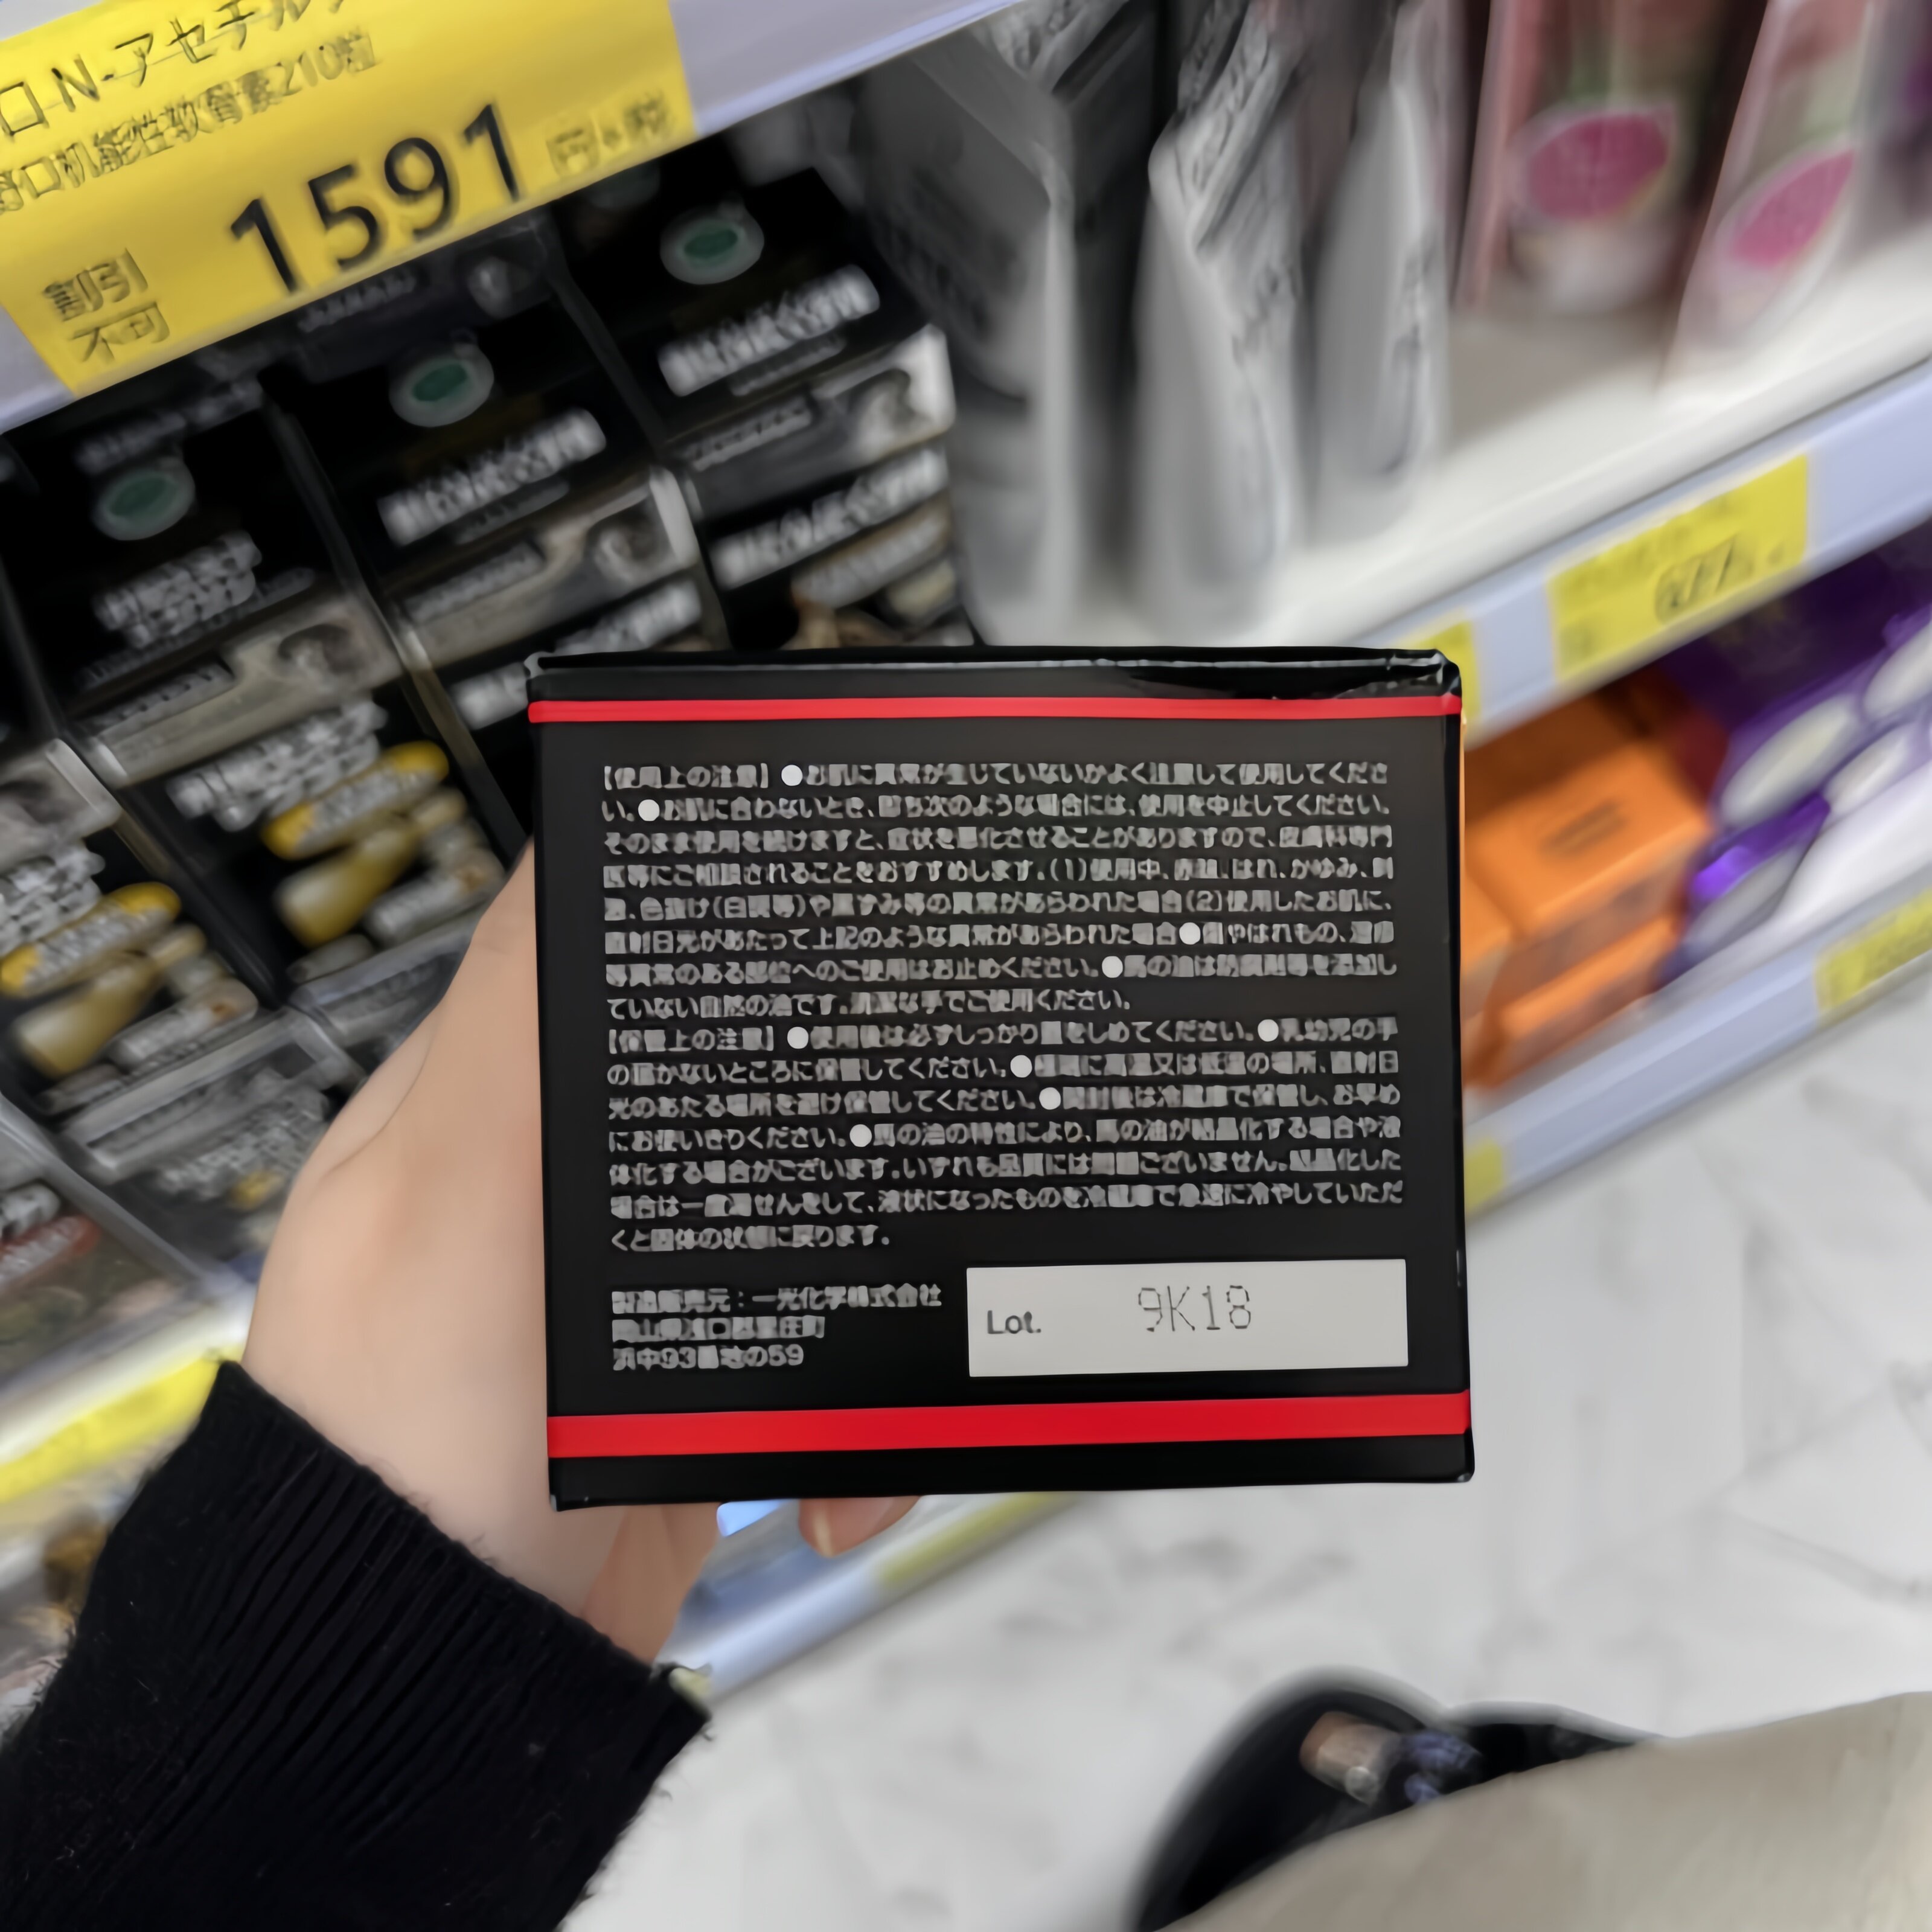 口N-アセチル
野口机能性軟骨素210粒
1591 円+税
割引
不可
【使用上の注意】●お肌に異常が生じていないかよく注意して使用してくださ
い。●お肌に合わないとき、即ち次のような場合には、使用を中止してください。
そのまま使用を続けますと、症状を悪化させることがありますので、皮膚科専門
医等にご相談されることをおすすめします。(1)使用中、赤み、はれ、かゆみ、刺
激、色抜け(白斑等)や黒ずみ等の異常があらわれた場合(2)使用したお肌に、
直射日光があたって上記のような異常があらわれた場合●傷やはれもの、湿疹
等異常のある部位へのご使用はお止めください。●馬の油は防腐剤等を添加し
ていない自然の油です。清潔な手でご使用ください。
【保管上の注意】●使用後は必ずしっかり蓋をしめてください。●乳幼児の手
の届かないところに保管してください。●極端に高温又は低温の場所、直射日
光のあたる場所を避け保管してください。●開封後は冷蔵庫で保管し、お早め
にお使いきりください。●馬の油の特性により、馬の油が結晶化する場合や液
体化する場合がございます。いずれも品質には問題ございません。結晶化した
場合は一度湯せんをして、液状になったものを冷蔵庫で急速に冷やしていただ
くと固体の状態に戻ります。
製造販売元：一光化学株式会社
岡山県浅口郡里庄町
浜中93番地の59
Lot. 9K18